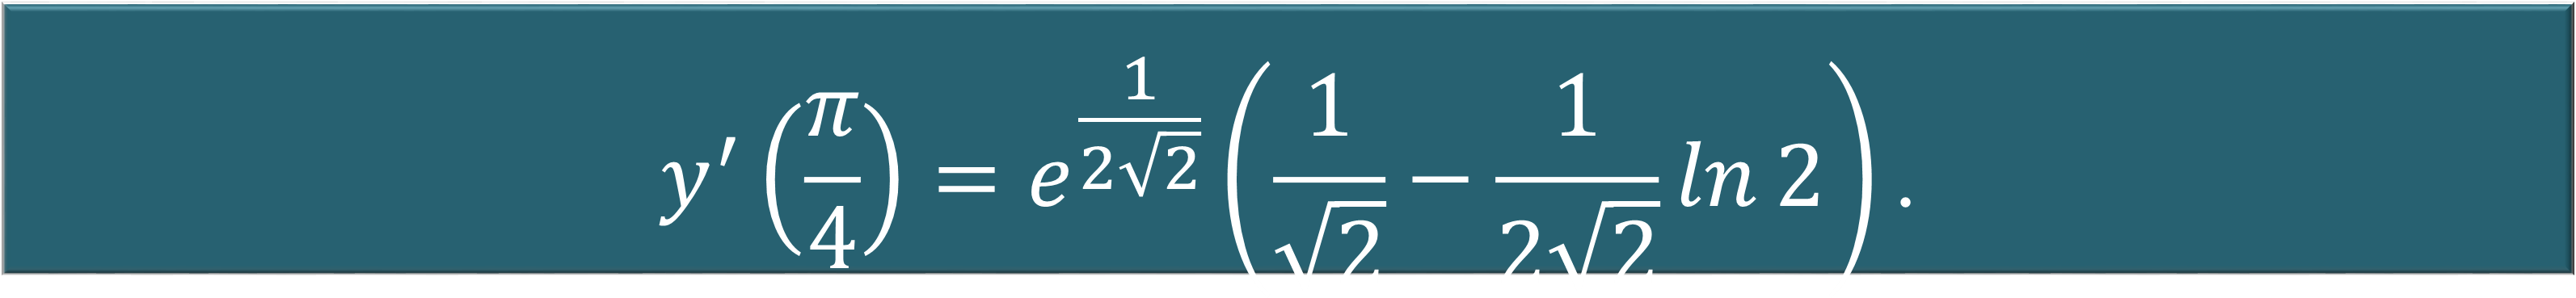 y′(π/4) = e^{1/(2√2)} (1/√2 − 1/(2√2) ln 2).